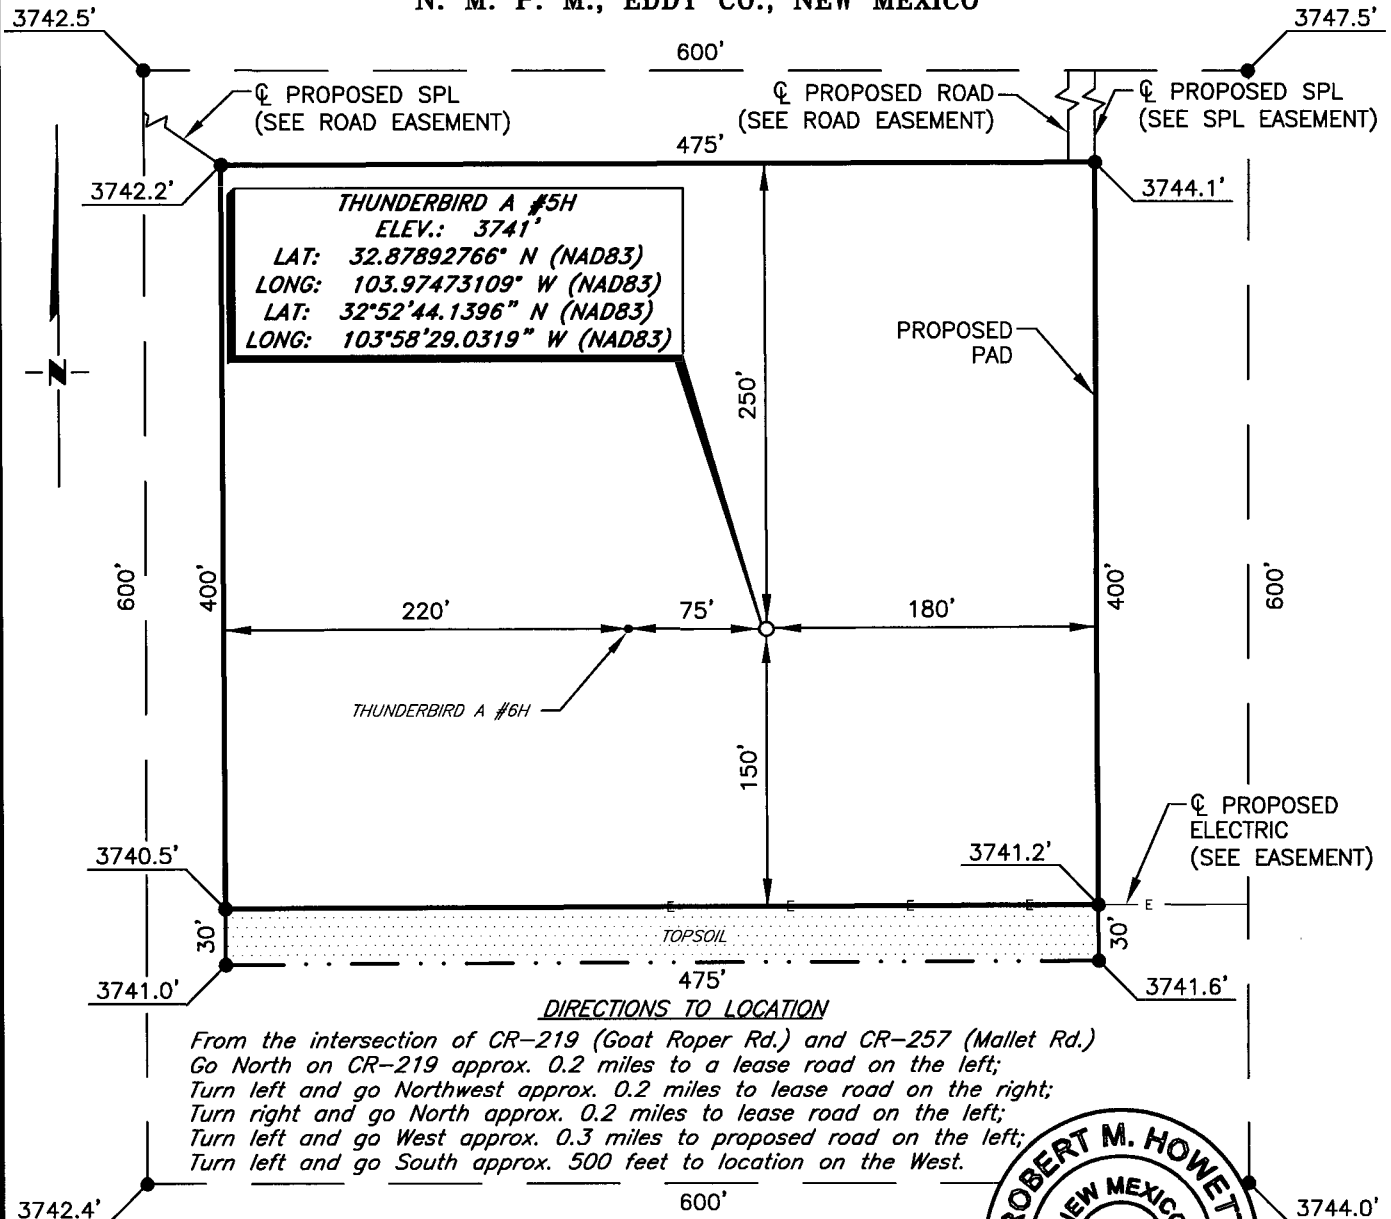 N. M. P. M., EDDY CO., NEW MEXICO
3742.5'
3747.5'
600'
℄ PROPOSED SPL
(SEE ROAD EASEMENT)
℄ PROPOSED ROAD
(SEE ROAD EASEMENT)
℄ PROPOSED SPL
(SEE SPL EASEMENT)
475'
3742.2'
3744.1'
THUNDERBIRD A #5H
ELEV.: 3741'
LAT: 32.87892766° N (NAD83)
LONG: 103.97473109° W (NAD83)
LAT: 32°52'44.1396" N (NAD83)
LONG: 103°58'29.0319" W (NAD83)
PROPOSED
PAD
N
250'
600'
400'
400'
600'
220'
75'
180'
THUNDERBIRD A #6H
150'
℄ PROPOSED
ELECTRIC
(SEE EASEMENT)
3740.5'
3741.2'
E E E E E
30'
TOPSOIL
30'
3741.0'
475'
3741.6'
DIRECTIONS TO LOCATION
From the intersection of CR-219 (Goat Roper Rd.) and CR-257 (Mallet Rd.)
Go North on CR-219 approx. 0.2 miles to a lease road on the left;
Turn left and go Northwest approx. 0.2 miles to lease road on the right;
Turn right and go North approx. 0.2 miles to lease road on the left;
Turn left and go West approx. 0.3 miles to proposed road on the left;
Turn left and go South approx. 500 feet to location on the West.
ROBERT M. HOWETT
NEW MEXICO
3742.4'
600'
3744.0'